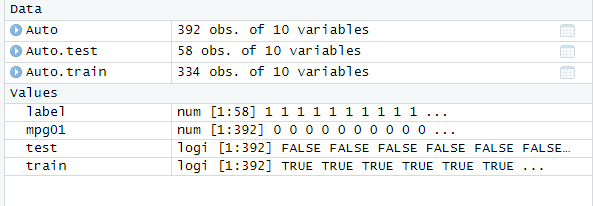 Data
Auto 392 obs. of 10 variables
Auto.test 58 obs. of 10 variables
Auto.train 334 obs. of 10 variables
Values
label num [1:58] 1 1 1 1 1 1 1 1 1 1 ...
mpg01 num [1:392] 0 0 0 0 0 0 0 0 0 0 ...
test logi [1:392] FALSE FALSE FALSE FALSE FALSE FALSE…
train logi [1:392] TRUE TRUE TRUE TRUE TRUE TRUE ...